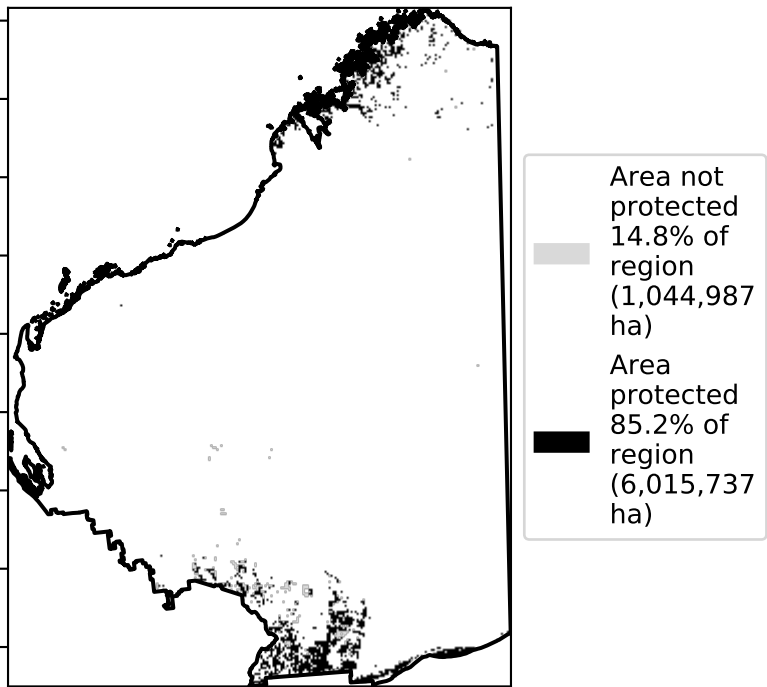 Area not
protected
14.8% of
region
(1,044,987
ha)
Area
protected
85.2% of
region
(6,015,737
ha)